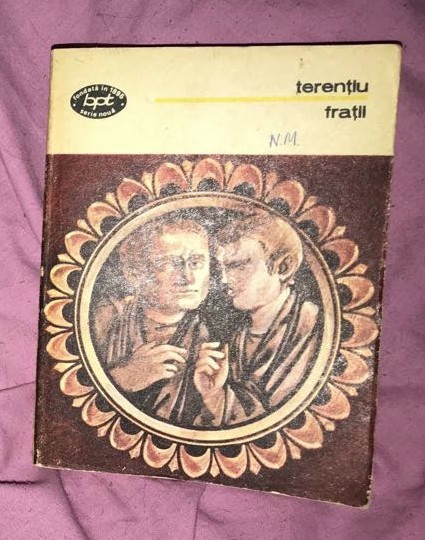 fondată în 1895
bpt
serie nouă
terențiu
frații
N.M.